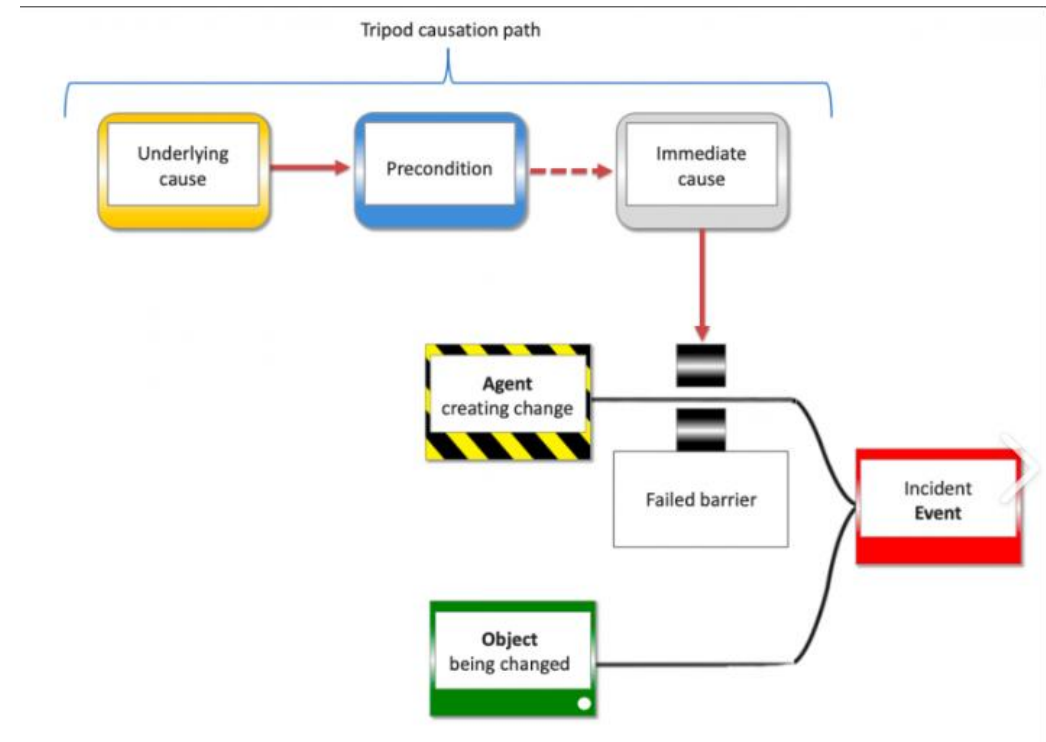 Tripod causation path
Underlying
cause
Precondition
Immediate
cause
Agent
creating change
Failed barrier
Incident
Event
Object
being changed